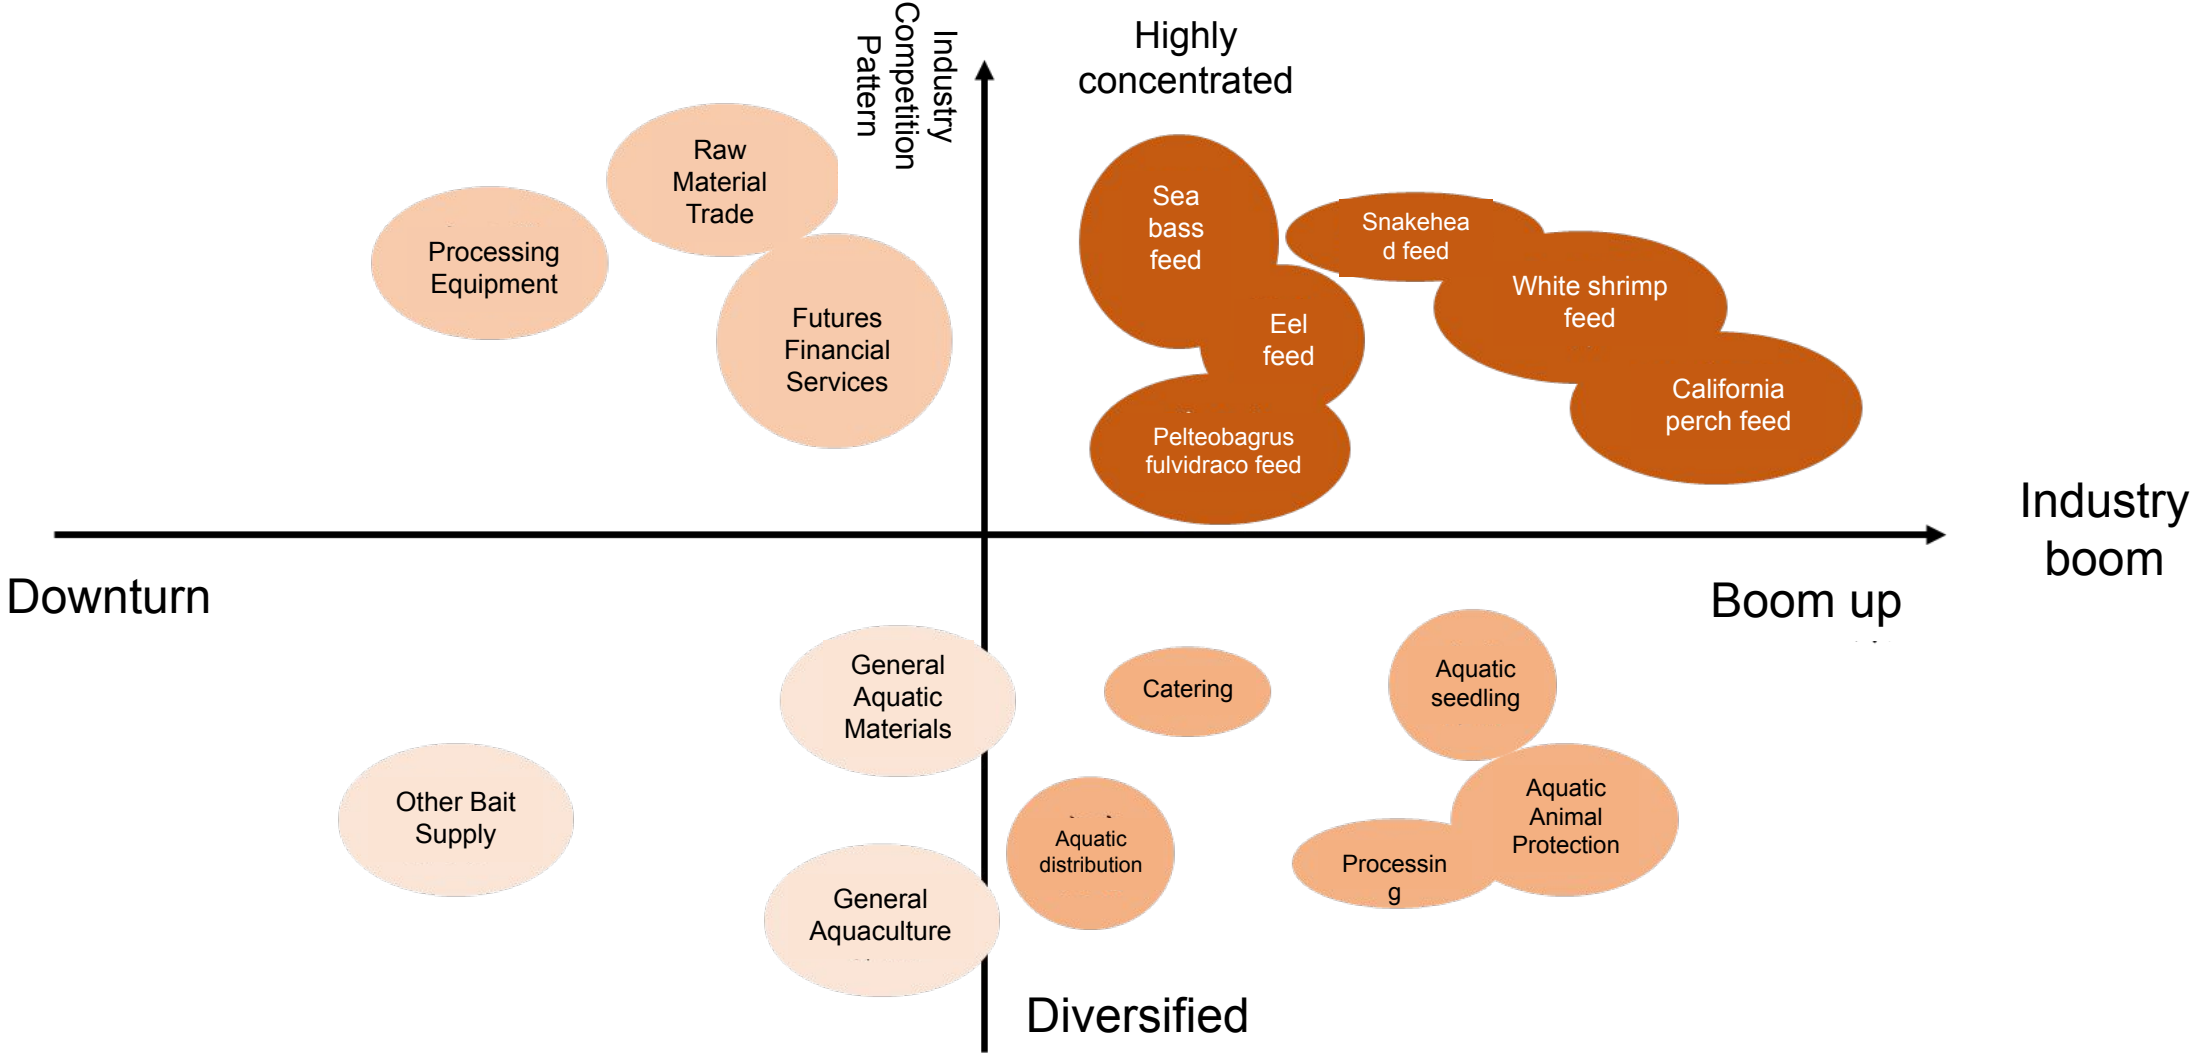 Industry
Competition
Pattern
Highly
concentrated
Raw
Material
Trade
Processing
Equipment
Futures
Financial
Services
Sea
bass
feed
Snakehea
d feed
White shrimp
feed
Eel
feed
California
perch feed
Pelteobagrus
fulvidraco feed
Industry
boom
Downturn
Boom up
General
Aquatic
Materials
Catering
Aquatic
seedling
Other Bait
Supply
Aquatic
distribution
Aquatic
Animal
Protection
Processin
g
General
Aquaculture
Diversified